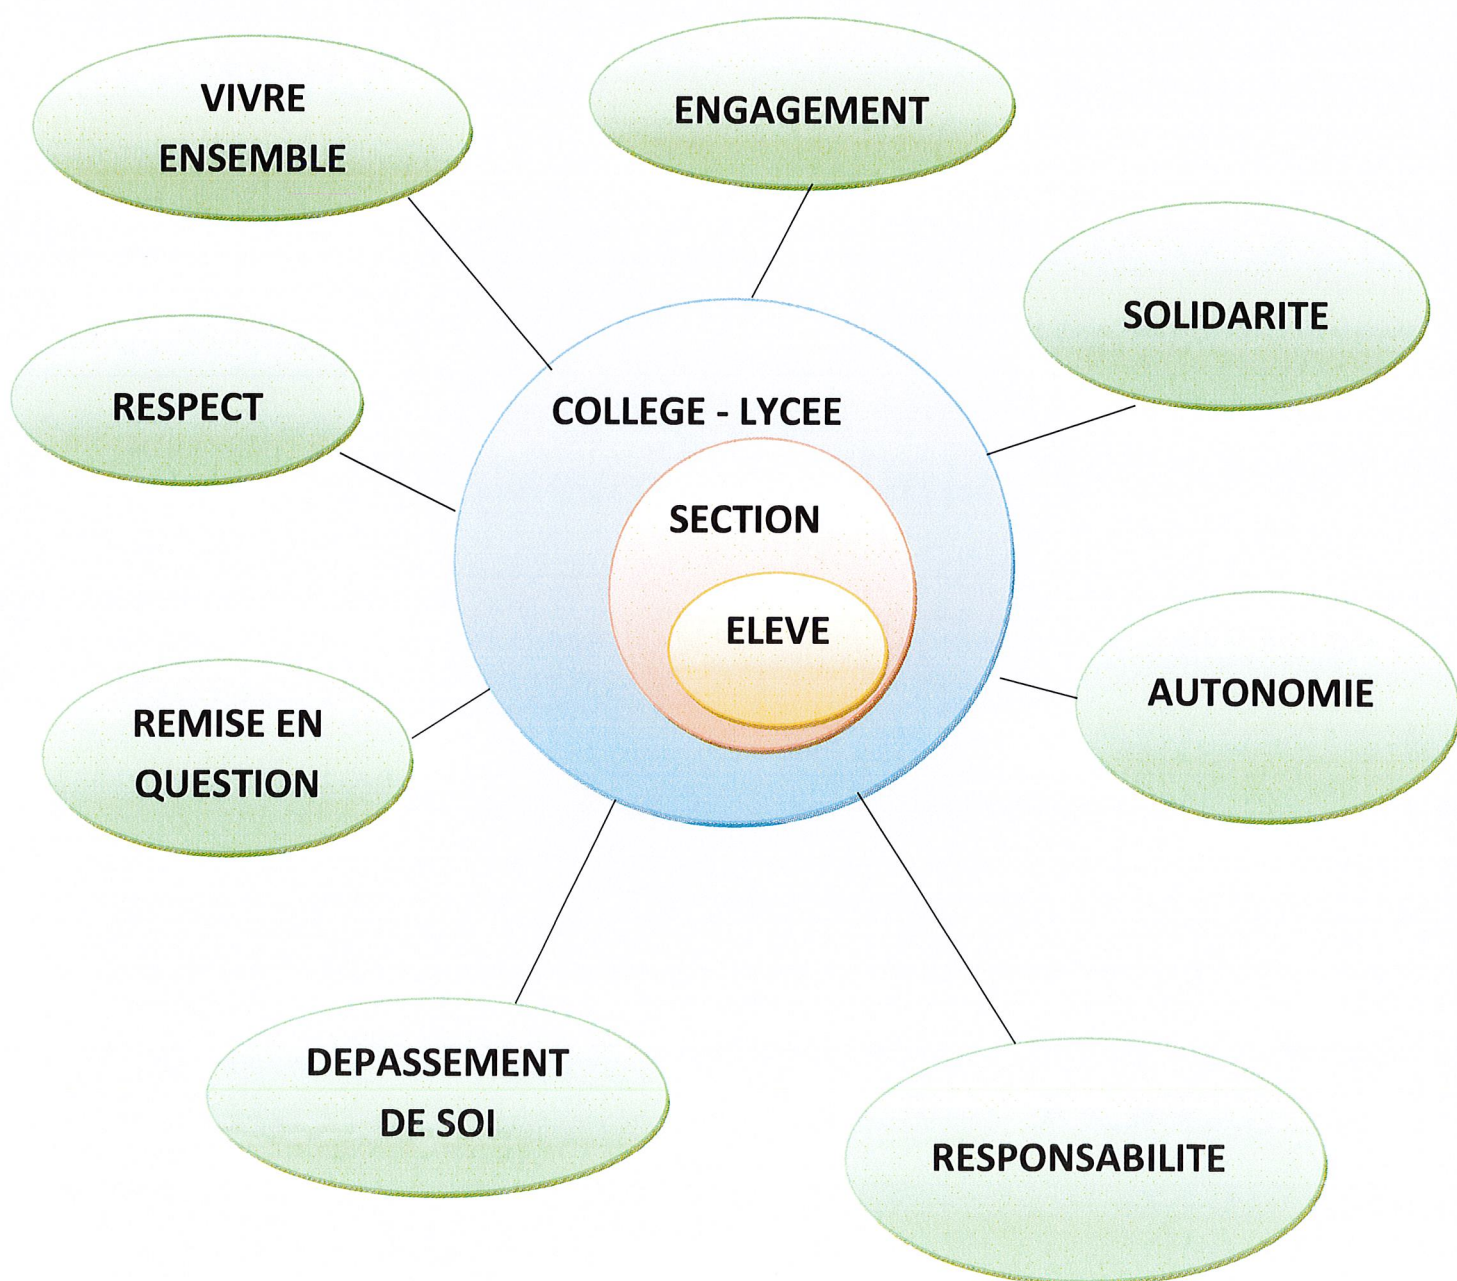 VIVRE
ENSEMBLE
ENGAGEMENT
SOLIDARITE
RESPECT
COLLEGE - LYCEE
SECTION
ELEVE
AUTONOMIE
REMISE EN
QUESTION
DEPASSEMENT
DE SOI
RESPONSABILITE